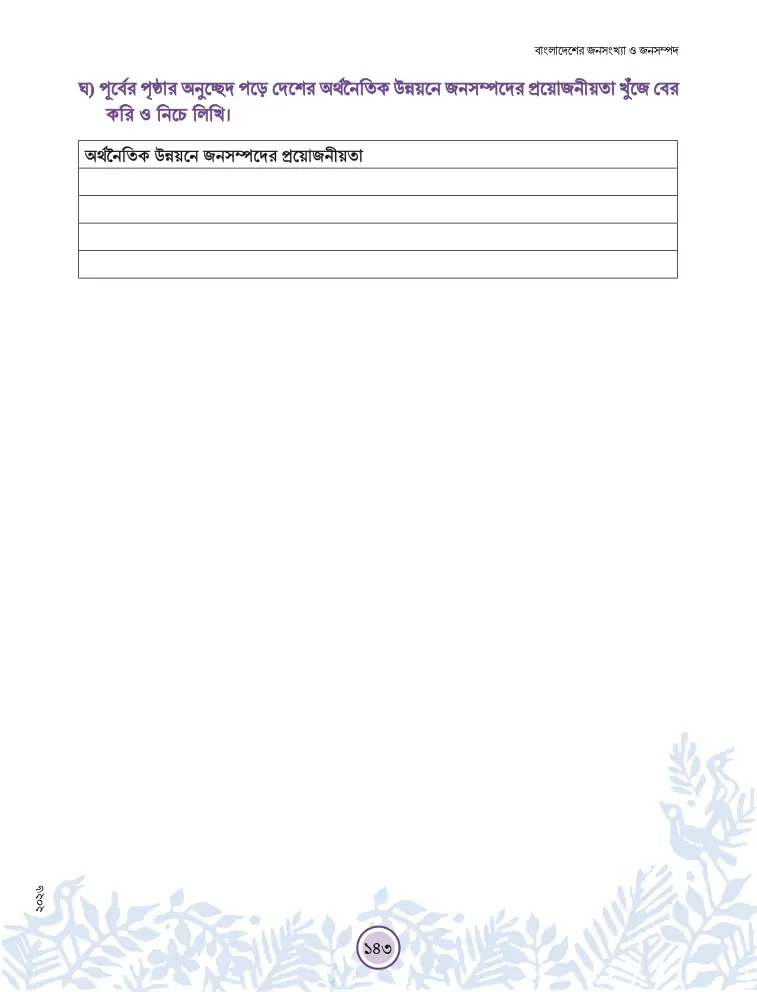 বাংলাদেশের জনসংখ্যা ও জনসম্পদ
ঘ) পূর্বের পৃষ্ঠার অনুচ্ছেদ পড়ে দেশের অর্থনৈতিক উন্নয়নে জনসম্পদের প্রয়োজনীয়তা খুঁজে বের
করি ও নিচে লিখি।
অর্থনৈতিক উন্নয়নে জনসম্পদের প্রয়োজনীয়তা
২০২৬
১৪৩